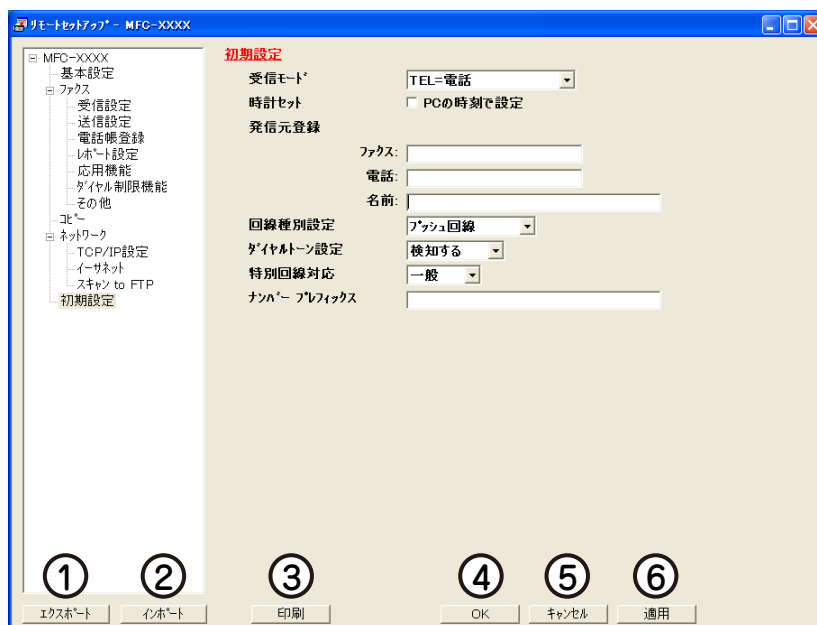 ﾘﾓｰﾄｾｯﾄｱｯﾌﾟ - MFC-XXXX
MFC-XXXX
基本設定
ﾌｧｸｽ
受信設定
送信設定
電話帳登録
ﾚﾎﾟｰﾄ設定
応用機能
ﾀﾞｲﾔﾙ制限機能
その他
ｺﾋﾟｰ
ﾈｯﾄﾜｰｸ
TCP/IP設定
ｲｰｻﾈｯﾄ
ｽｷｬﾝ to FTP
初期設定
初期設定
受信ﾓｰﾄﾞ TEL=電話
時計ｾｯﾄ PCの時刻で設定
発信元登録
ﾌｧｸｽ:
電話:
名前:
回線種別設定 ﾌﾟｯｼｭ回線
ﾀﾞｲﾔﾙﾄｰﾝ設定 検知する
特別回線対応 一般
ﾅﾝﾊﾞｰ ﾌﾟﾚﾌｨｯｸｽ
① ② ③ ④ ⑤ ⑥
ｴｸｽﾎﾟｰﾄ ｲﾝﾎﾟｰﾄ 印刷 OK ｷｬﾝｾﾙ 適用